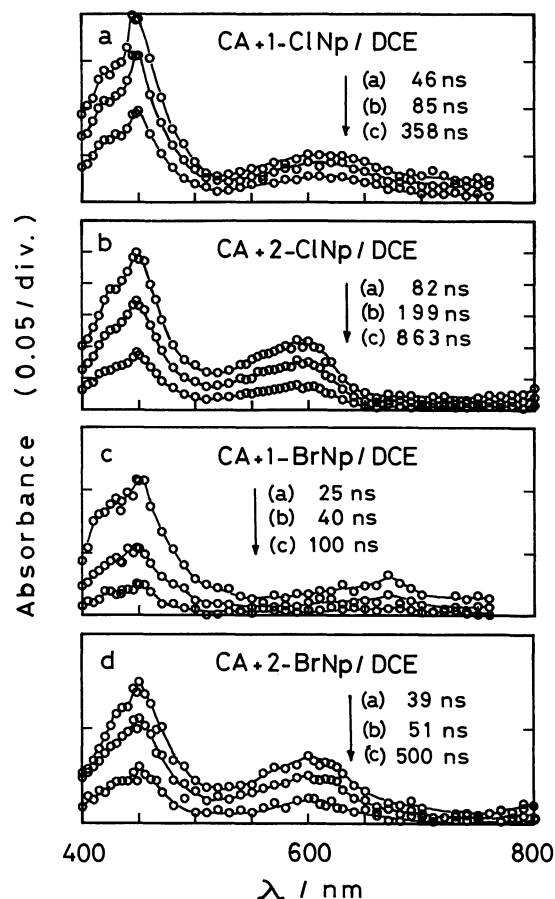 a CA+1-ClNp/DCE
(a) 46 ns
(b) 85 ns
(c) 358 ns
b CA+2-ClNp/DCE
(a) 82 ns
(b) 199 ns
(c) 863 ns
c CA+1-BrNp/DCE
(a) 25 ns
(b) 40 ns
(c) 100 ns
d CA+2-BrNp/DCE
(a) 39 ns
(b) 51 ns
(c) 500 ns
Absorbance (0.05/div.)
400 600 800
λ / nm